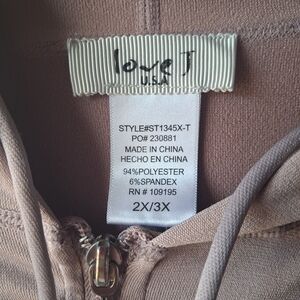 love J
U.S.A
STYLE#ST1345X-T
PO# 230881
MADE IN CHINA
HECHO EN CHINA
94%POLYESTER
6%SPANDEX
RN # 109195
2X/3X